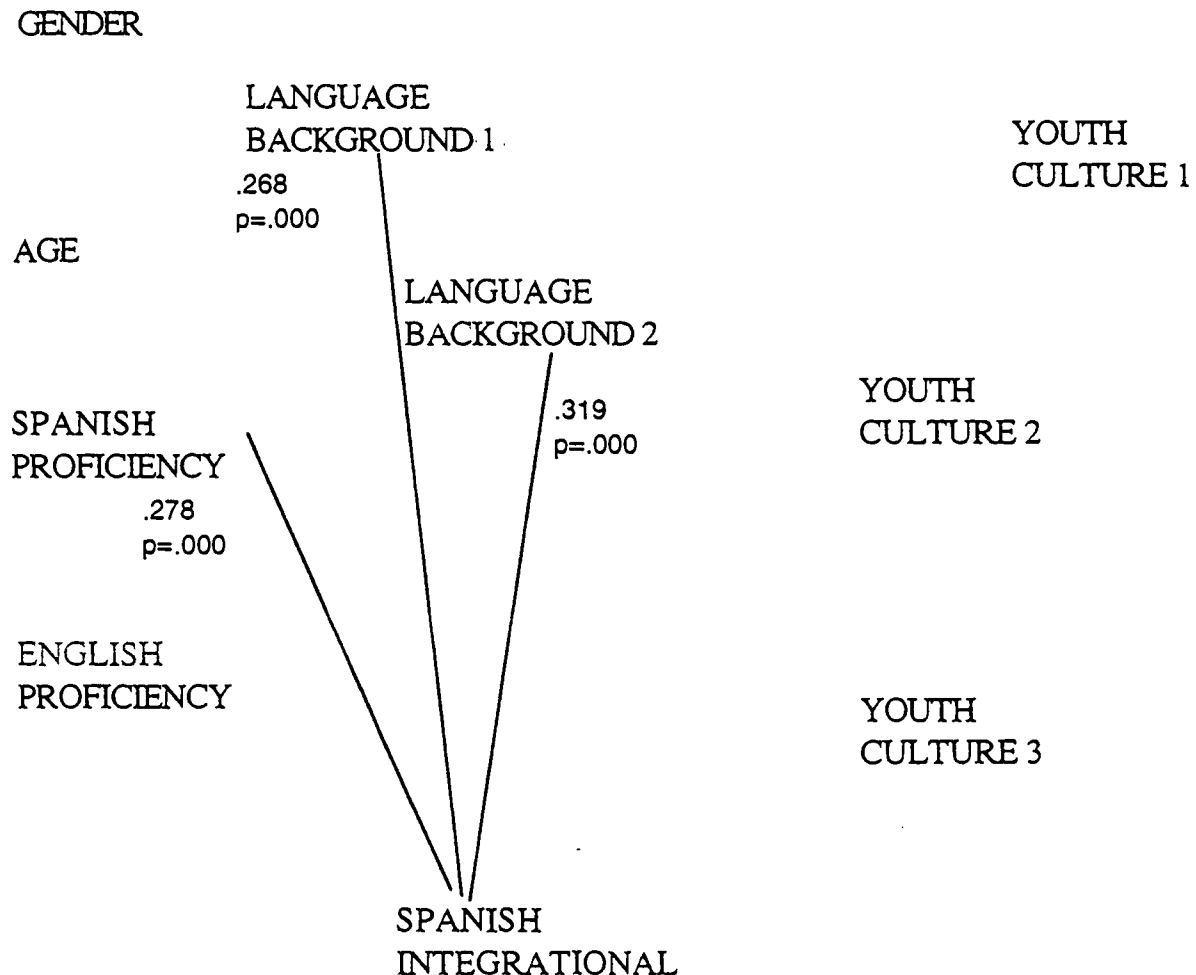 GENDER
LANGUAGE
BACKGROUND 1
.268
p=.000
YOUTH
CULTURE 1
AGE
LANGUAGE
BACKGROUND 2
.319
p=.000
YOUTH
CULTURE 2
SPANISH
PROFICIENCY
.278
p=.000
ENGLISH
PROFICIENCY
YOUTH
CULTURE 3
SPANISH
INTEGRATIONAL